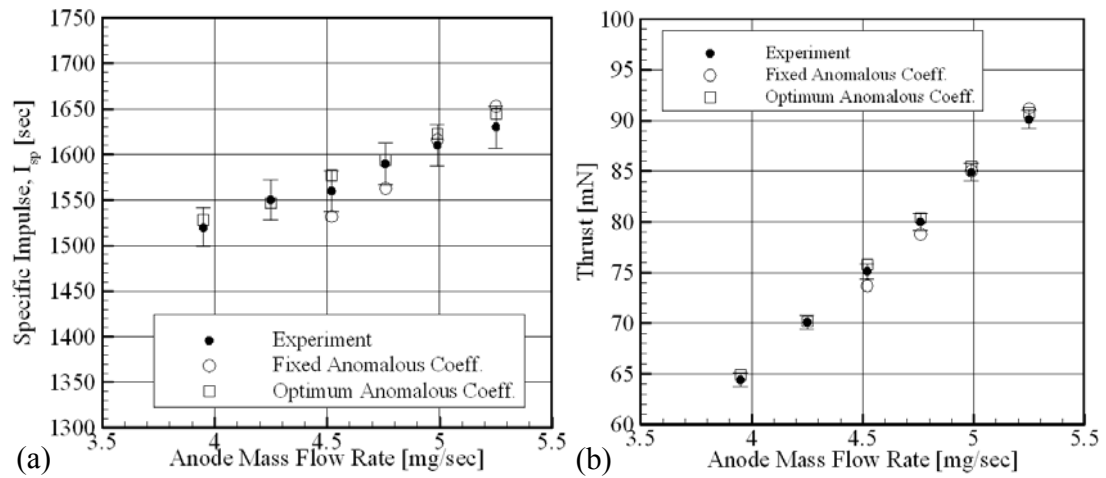 1750
1700
1650
1600
1550
1500
1450
1400
1350
1300
Specific Impulse, I_sp [sec]
Experiment
Fixed Anomalous Coeff.
Optimum Anomalous Coeff.
3.5 4 4.5 5 5.5
Anode Mass Flow Rate [mg/sec]
(a)
100
95
90
85
80
75
70
65
60
Thrust [mN]
Experiment
Fixed Anomalous Coeff.
Optimum Anomalous Coeff.
3.5 4 4.5 5 5.5
Anode Mass Flow Rate [mg/sec]
(b)